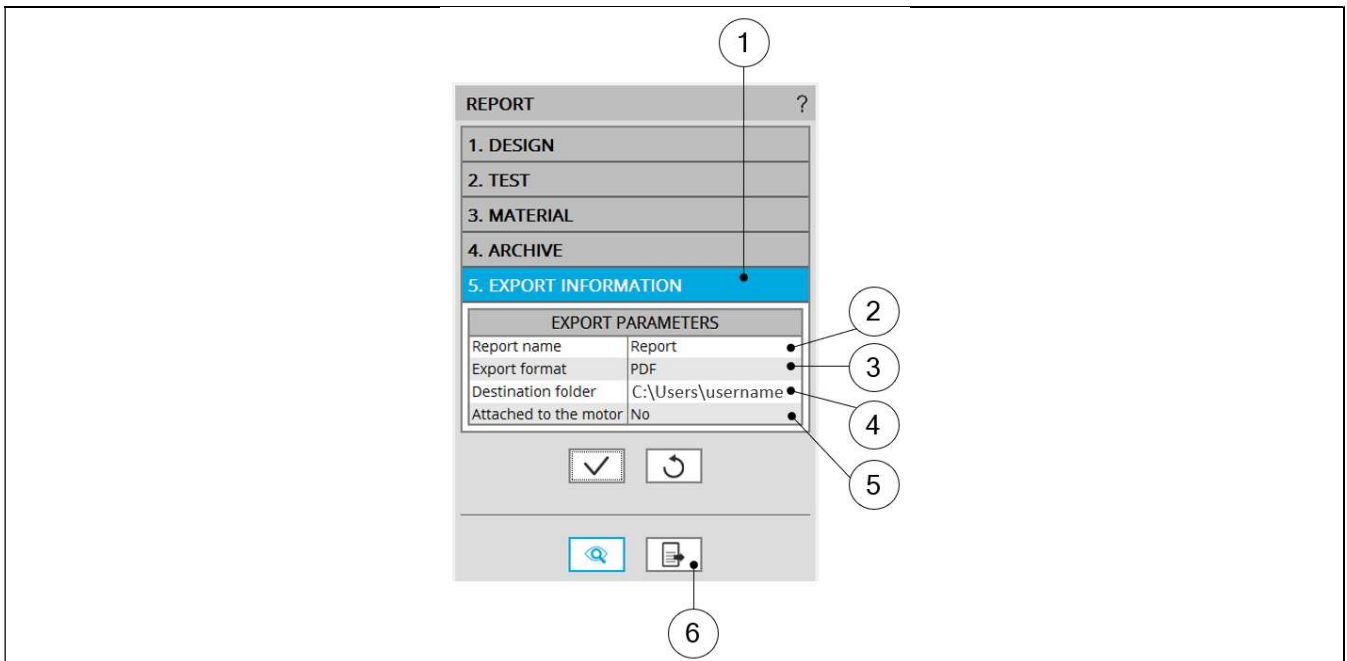 1
REPORT ?
1. DESIGN
2. TEST
3. MATERIAL
4. ARCHIVE
5. EXPORT INFORMATION
EXPORT PARAMETERS
2
Report name Report
Export format PDF
3
Destination folder C:\Users\username
4
Attached to the motor No
5
6